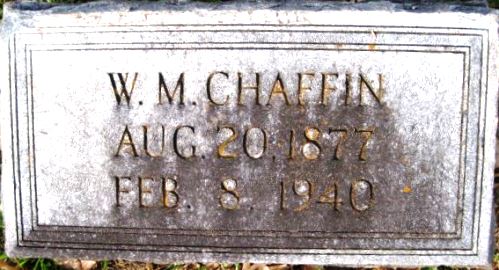 W. M. CHAFFIN
AUG. 20, 1877
FEB. 8, 1940